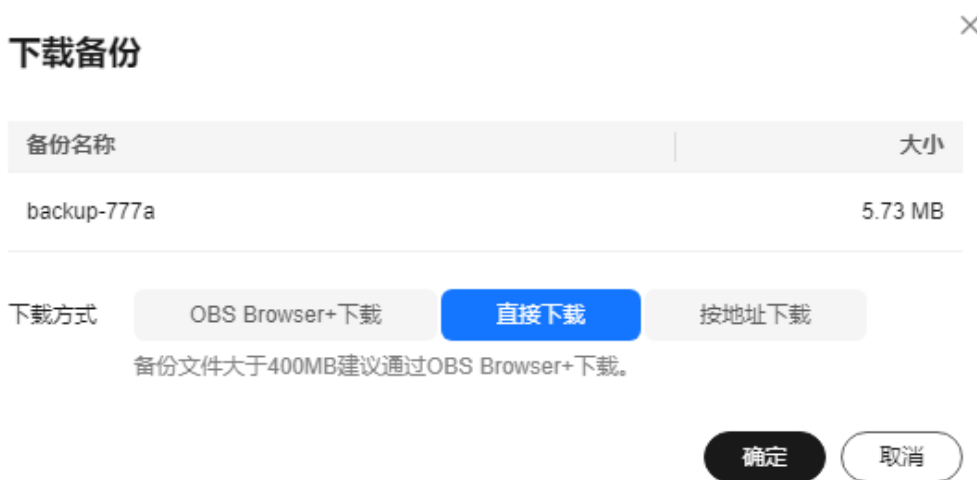 下载备份
备份名称 大小
backup-777a 5.73 MB
下载方式 OBS Browser+下载 直接下载 按地址下载
备份文件大于400MB建议通过OBS Browser+下载。
确定 取消